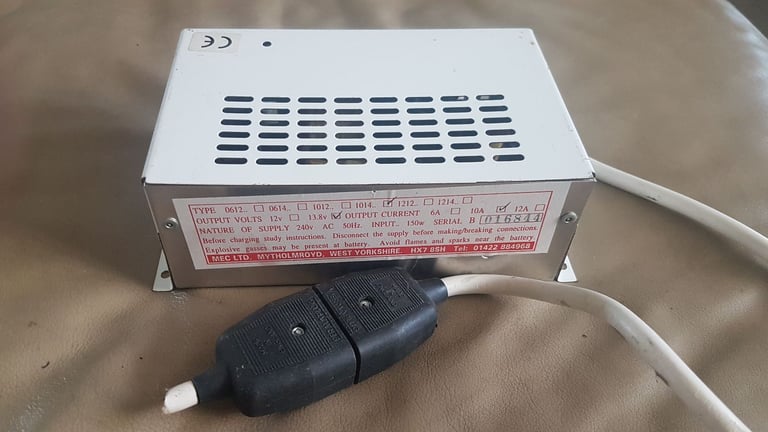 CE
TYPE 0612.. 0614.. 1012.. 1014.. 1212.. 1214..
OUTPUT VOLTS 12v 13.8v OUTPUT CURRENT 6A 10A 12A
NATURE OF SUPPLY 240v AC 50Hz. INPUT.. 150w SERIAL B 016844
Before charging study instructions. Disconnect the supply before making/breaking connections.
Explosive gasses may be present at battery. Avoid flames and sparks near the battery.
MEC LTD. MYTHOLMROYD, WEST YORKSHIRE. HX7 8SH Tel: 01422 884968